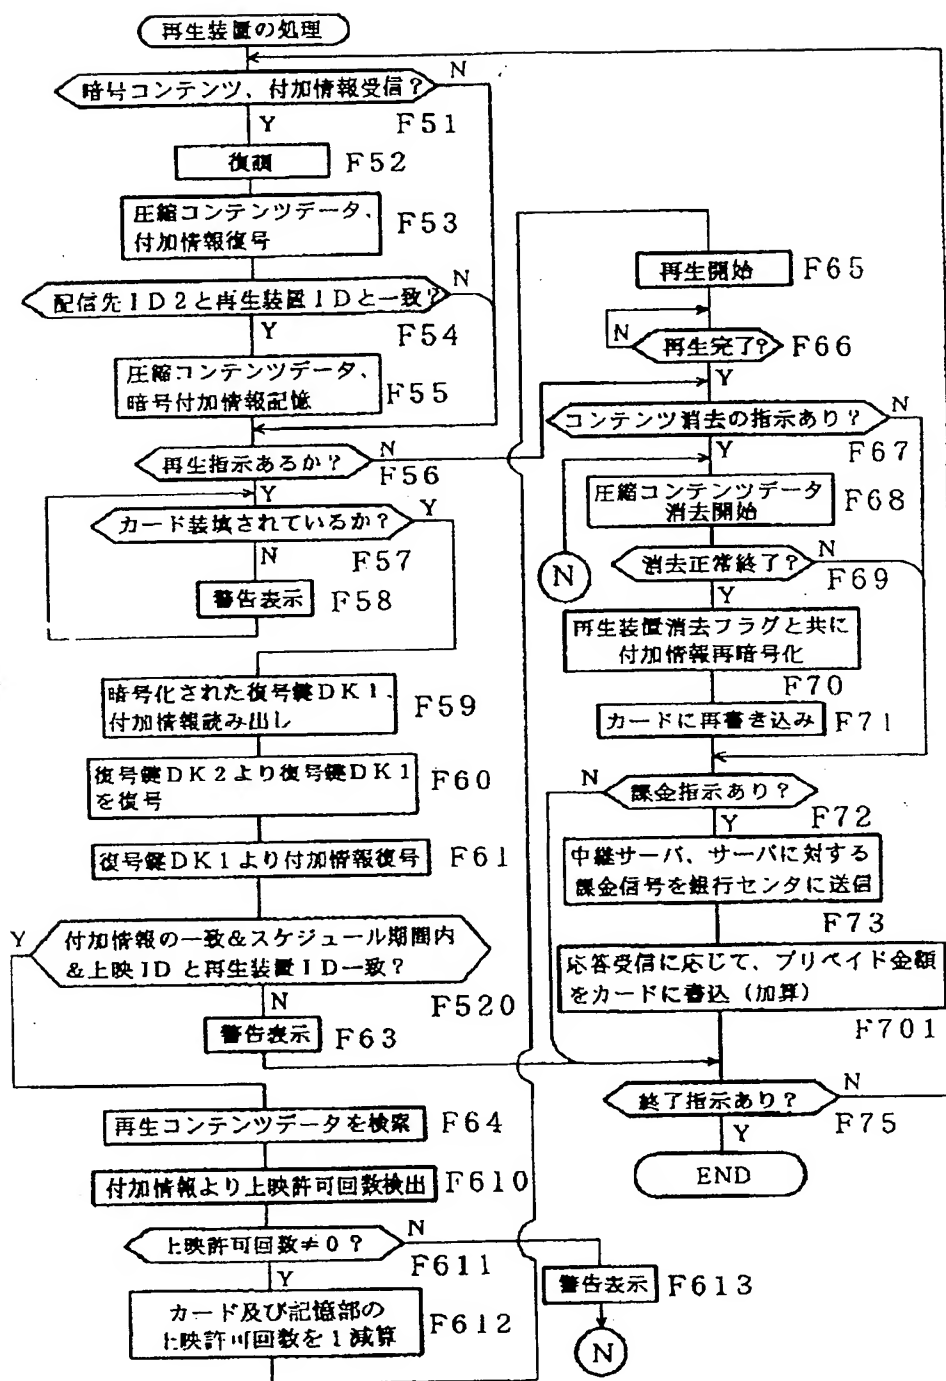 再生装置の処理
暗号コンテンツ、付加情報受信?
N
Y
F51
復調
F52
圧縮コンテンツデータ、
付加情報復号
F53
配信先ID2と再生装置IDと一致?
N
Y
F54
圧縮コンテンツデータ、
暗号付加情報記憶
F55
再生指示あるか?
N
Y
F56
カード装填されているか?
Y
N
F57
警告表示
F58
暗号化された復号鍵DK1、
付加情報読み出し
F59
復号鍵DK2より復号鍵DK1
を復号
F60
復号鍵DK1より付加情報復号
F61
Y
付加情報の一致&スケジュール期間内
&上映IDと再生装置ID一致?
N
F520
警告表示
F63
再生コンテンツデータを検索
F64
付加情報より上映許可回数検出
F610
上映許可回数≠0?
N
Y
F611
カード及び記憶部の
上映許可回数を1減算
F612
警告表示
F613
N
再生開始
F65
N
再生完了?
F66
Y
コンテンツ消去の指示あり?
N
Y
F67
圧縮コンテンツデータ
消去開始
F68
N
消去正常終了?
N
F69
Y
再生装置消去フラグと共に
付加情報再暗号化
F70
カードに再書き込み
F71
N
課金指示あり?
Y
F72
中継サーバ、サーバに対する
課金信号を銀行センタに送信
F73
応答受信に応じて、プリペイド金額
をカードに書込(加算)
F701
終了指示あり?
N
F75
Y
END